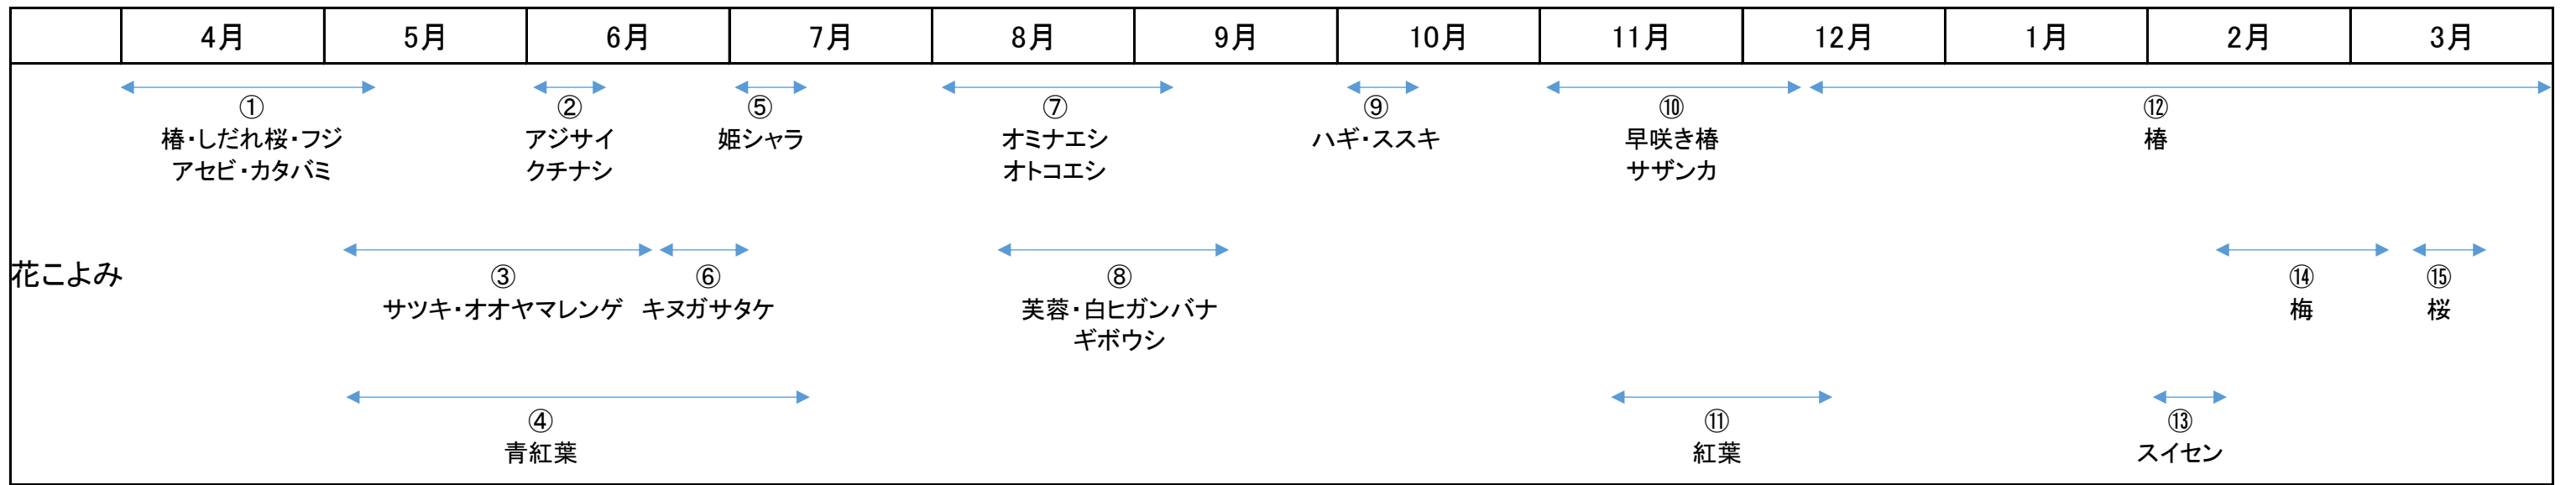 4月 5月 6月 7月 8月 9月 10月 11月 12月 1月 2月 3月
花こよみ
①
椿・しだれ桜・フジ
アセビ・カタバミ
②
アジサイ
クチナシ
⑤
姫シャラ
⑦
オミナエシ
オトコエシ
⑨
ハギ・ススキ
⑩
早咲き椿
サザンカ
⑫
椿
③
サツキ・オオヤマレンゲ
⑥
キヌガサタケ
⑧
芙蓉・白ヒガンバナ
ギボウシ
⑭
梅
⑮
桜
④
青紅葉
⑪
紅葉
⑬
スイセン